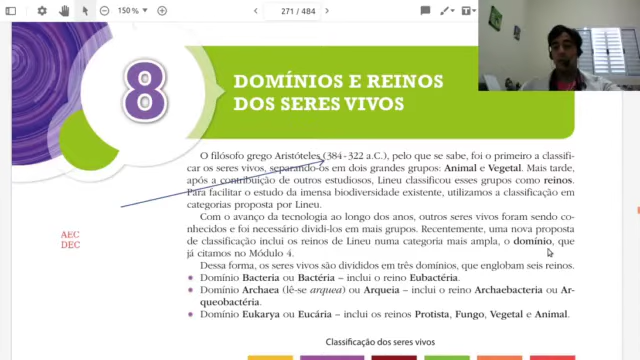 150 %
271 / 484
8
DOMÍNIOS E REINOS
DOS SERES VIVOS
O filósofo grego Aristóteles (384-322 a.C.), pelo que se sabe, foi o primeiro a classifi-
car os seres vivos, separando-os em dois grandes grupos: Animal e Vegetal. Mais tarde,
após a contribuição de outros estudiosos, Lineu classificou esses grupos como reinos.
Para facilitar o estudo da imensa biodiversidade existente, utilizamos a classificação em
categorias proposta por Lineu.
Com o avanço da tecnologia ao longo dos anos, outros seres vivos foram sendo co-
nhecidos e foi necessário dividi-los em mais grupos. Recentemente, uma nova proposta
de classificação inclui os reinos de Lineu numa categoria mais ampla, o domínio, que
já citamos no Módulo 4.
AEC
DEC
Dessa forma, os seres vivos são divididos em três domínios, que englobam seis reinos.
Domínio Bacteria ou Bactéria – inclui o reino Eubactéria.
Domínio Archaea (lê-se arquea) ou Arqueia – inclui o reino Archaebacteria ou Ar-
queobactéria.
Domínio Eukarya ou Eucária – inclui os reinos Protista, Fungo, Vegetal e Animal.
Classificação dos seres vivos